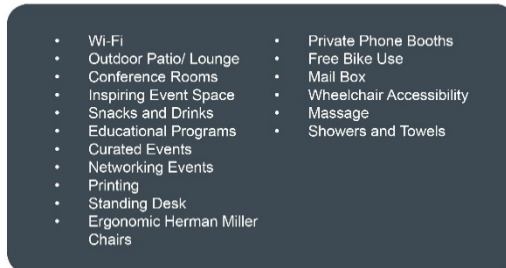 • Wi-Fi
• Outdoor Patio/ Lounge
• Conference Rooms
• Inspiring Event Space
• Snacks and Drinks
• Educational Programs
• Curated Events
• Networking Events
• Printing
• Standing Desk
• Ergonomic Herman Miller
Chairs
• Private Phone Booths
• Free Bike Use
• Mail Box
• Wheelchair Accessibility
• Massage
• Showers and Towels